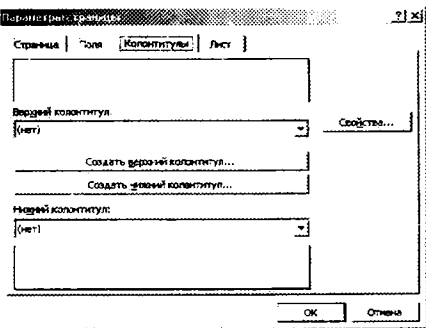 Параметры страницы
Страница Поля Колонтитулы Лист
Верхний колонтитул:
(нет)
Свойства...
Создать верхний колонтитул...
Создать нижний колонтитул...
Нижний колонтитул:
(нет)
ОК Отмена